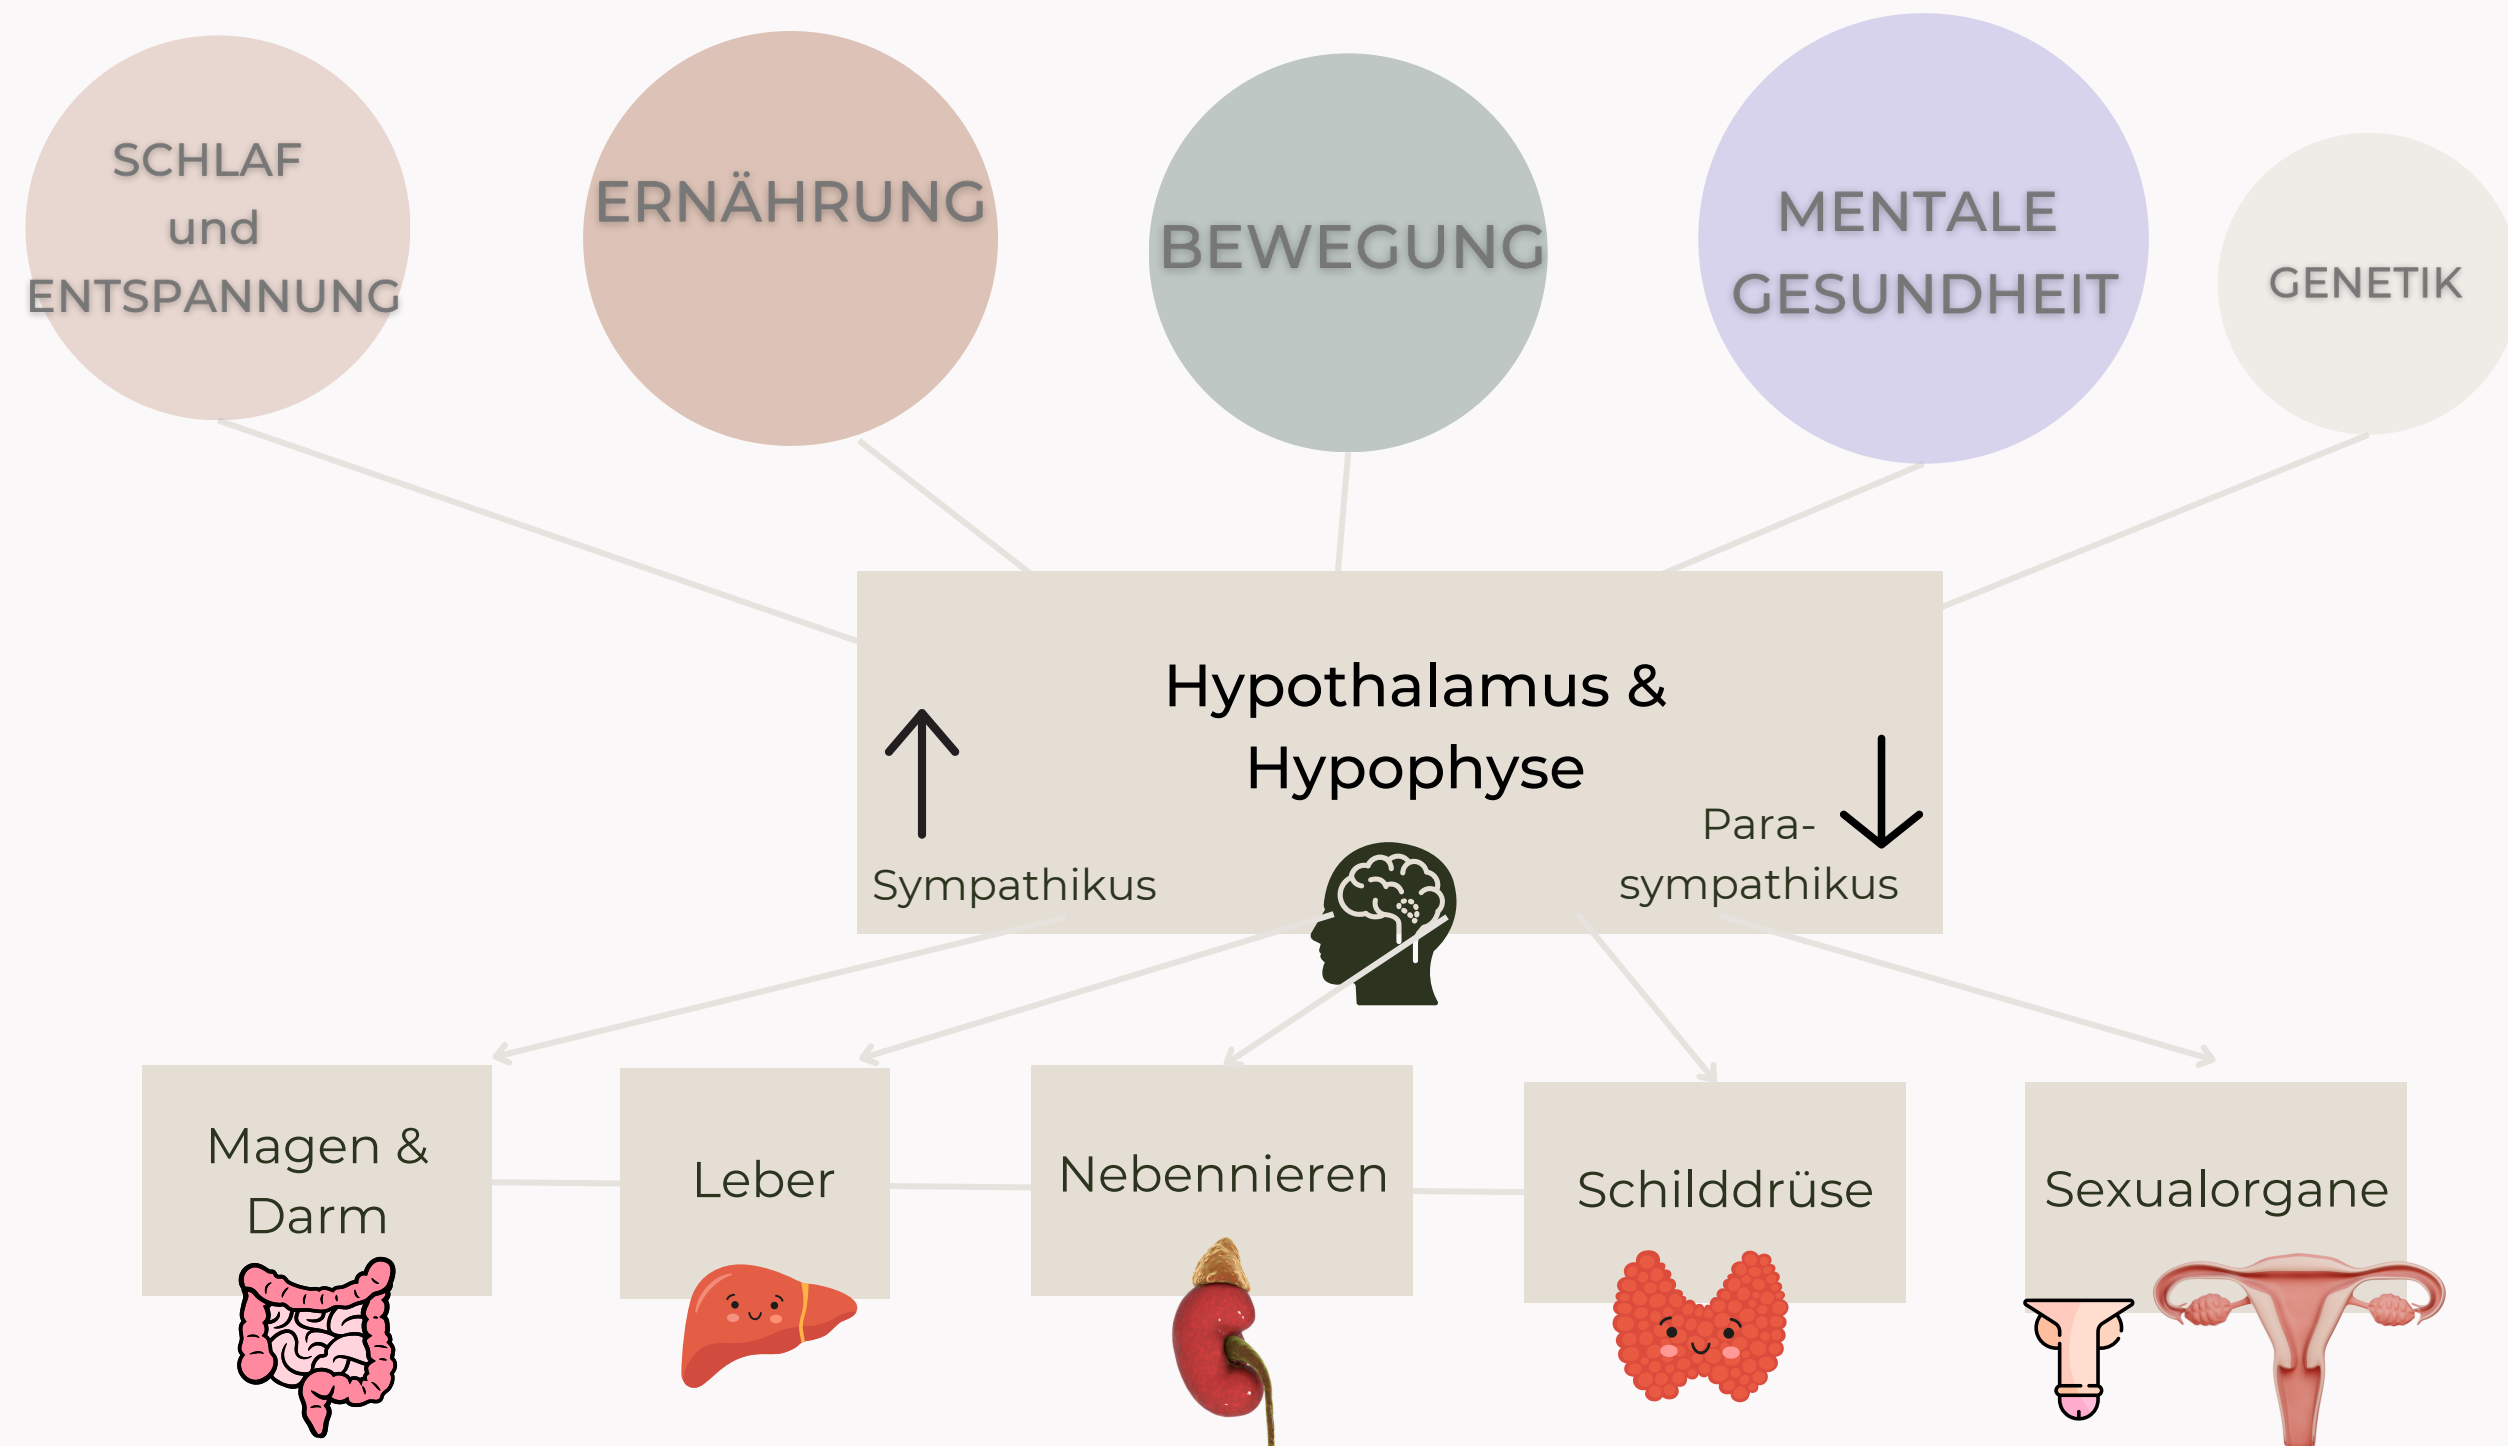 SCHLAF
und
ENTSPANNUNG
ERNÄHRUNG
BEWEGUNG
MENTALE
GESUNDHEIT
GENETIK
Hypothalamus &
Hypophyse
Sympathikus
Para-
sympathikus
Magen &
Darm
Leber
Nebennieren
Schilddrüse
Sexualorgane